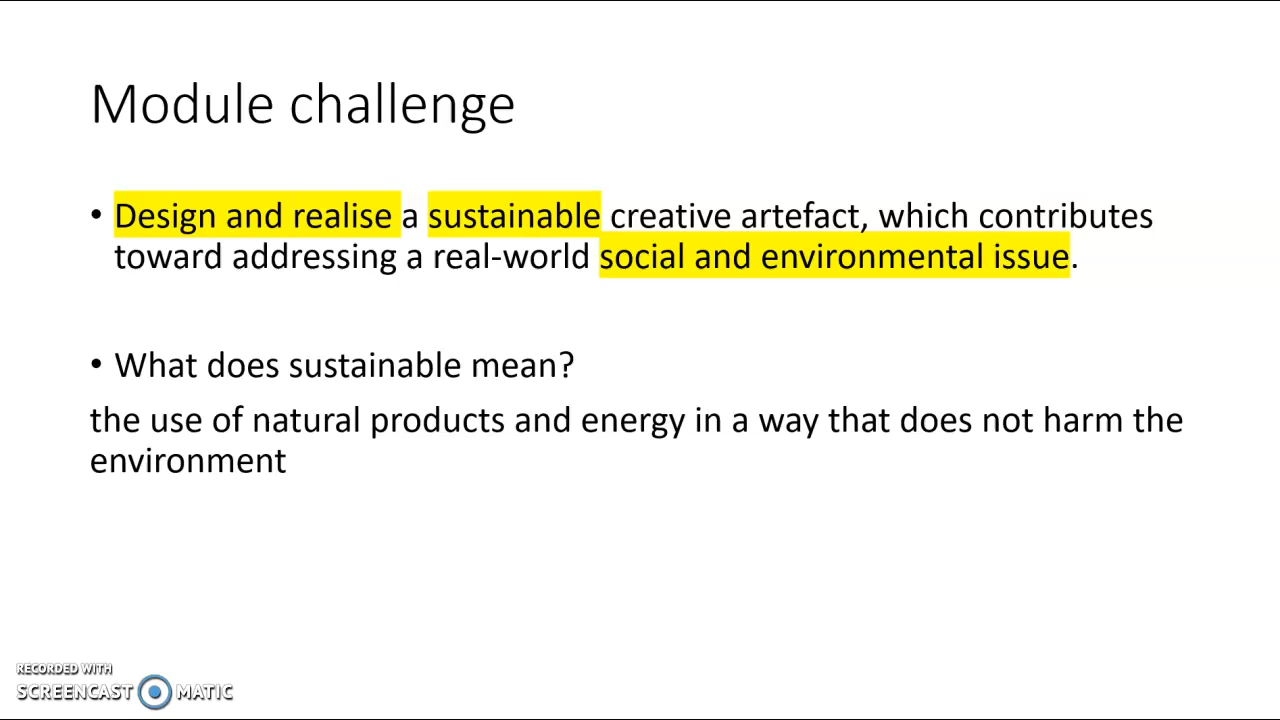 Module challenge
• Design and realise a sustainable creative artefact, which contributes
toward addressing a real-world social and environmental issue.
• What does sustainable mean?
the use of natural products and energy in a way that does not harm the
environment
RECORDED WITH
SCREENCAST MATIC